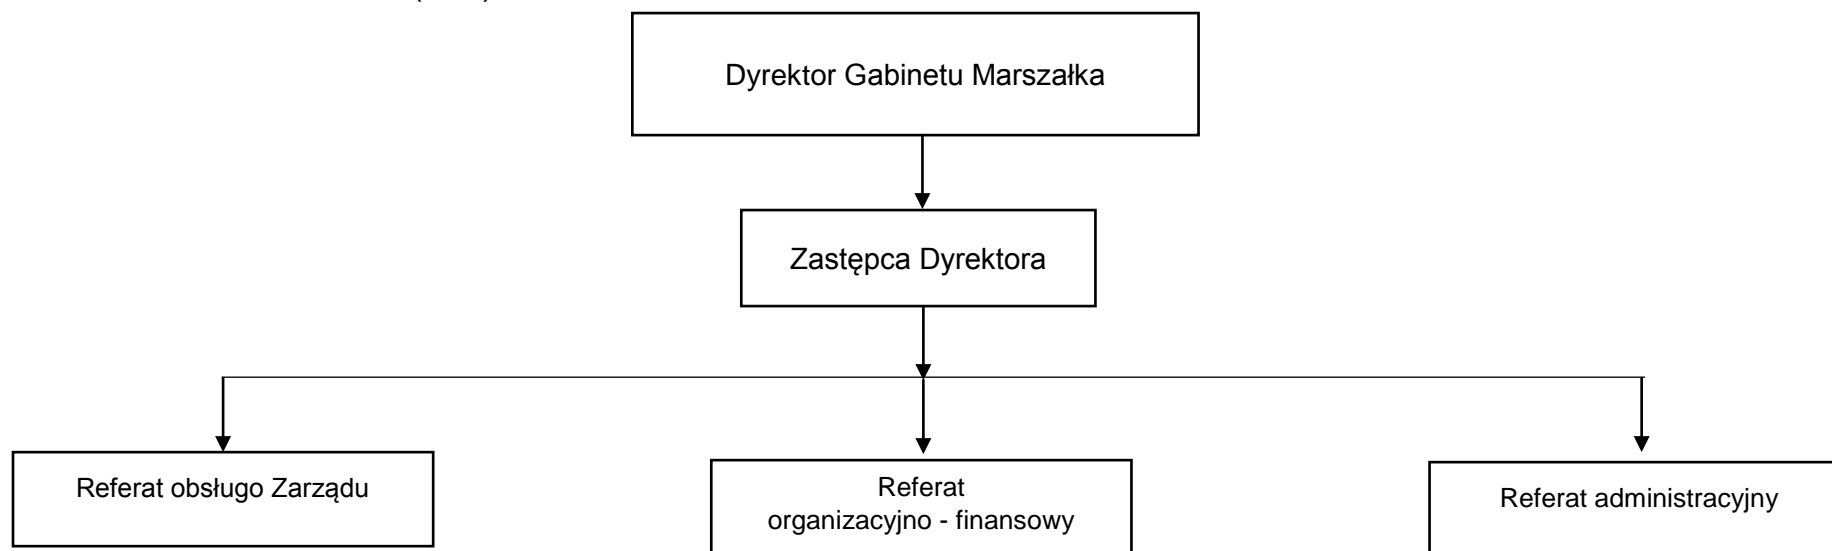 Dyrektor Gabinetu Marszałka
Zastępca Dyrektora
Referat obsługo Zarządu
Referat
organizacyjno - finansowy
Referat administracyjny